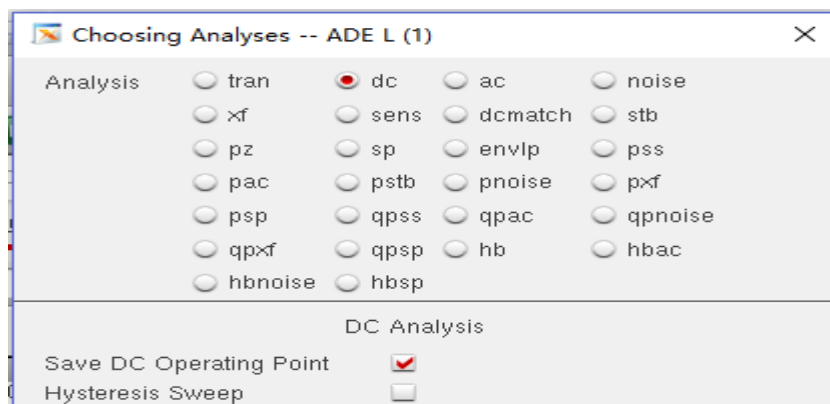 Choosing Analyses -- ADE L (1)
Analysis tran dc ac noise
xf sens dcmatch stb
pz sp envlp pss
pac pstb pnoise pxf
psp qpss qpac qpnoise
qpxf qpsp hb hbac
hbnoise hbsp
DC Analysis
Save DC Operating Point
Hysteresis Sweep